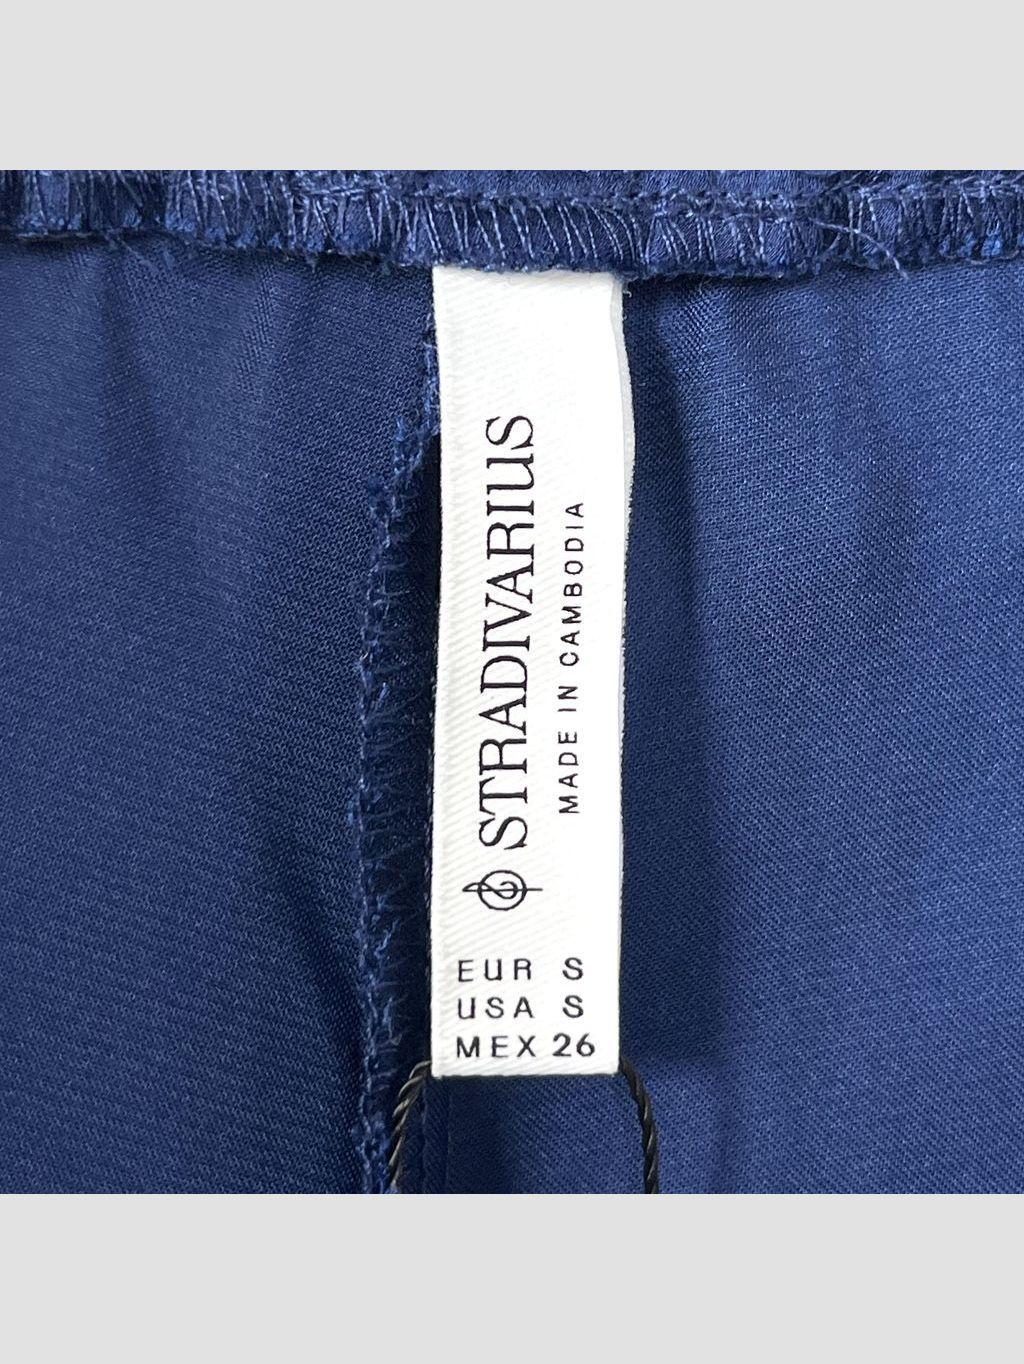 STRADIVARIUS
MADE IN CAMBODIA
EUR S
USA S
MEX 26